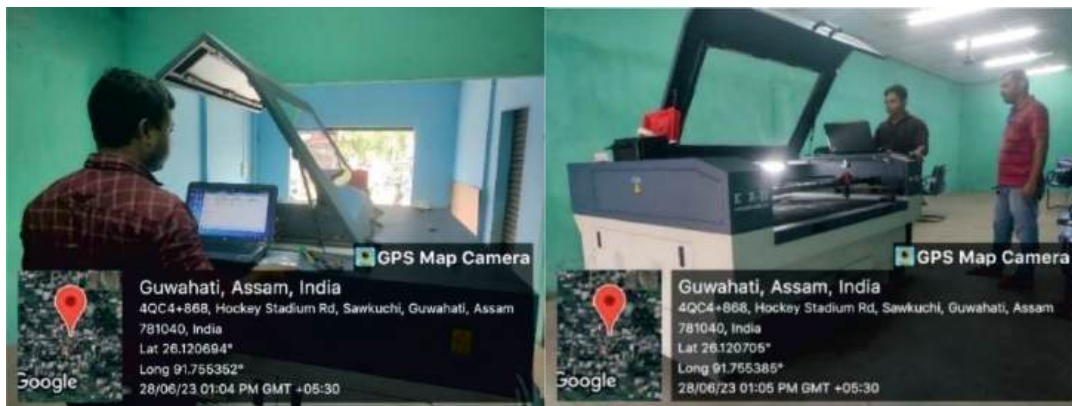 GPS Map Camera
Guwahati, Assam, India
4QC4+868, Hockey Stadium Rd, Sawkuchi, Guwahati, Assam
781040, India
Lat 26.120694°
Long 91.755352°
28/06/23 01:04 PM GMT +05:30
Google
GPS Map Camera
Guwahati, Assam, India
4QC4+868, Hockey Stadium Rd, Sawkuchi, Guwahati, Assam
781040, India
Lat 26.120705°
Long 91.755385°
28/06/23 01:05 PM GMT +05:30
Google